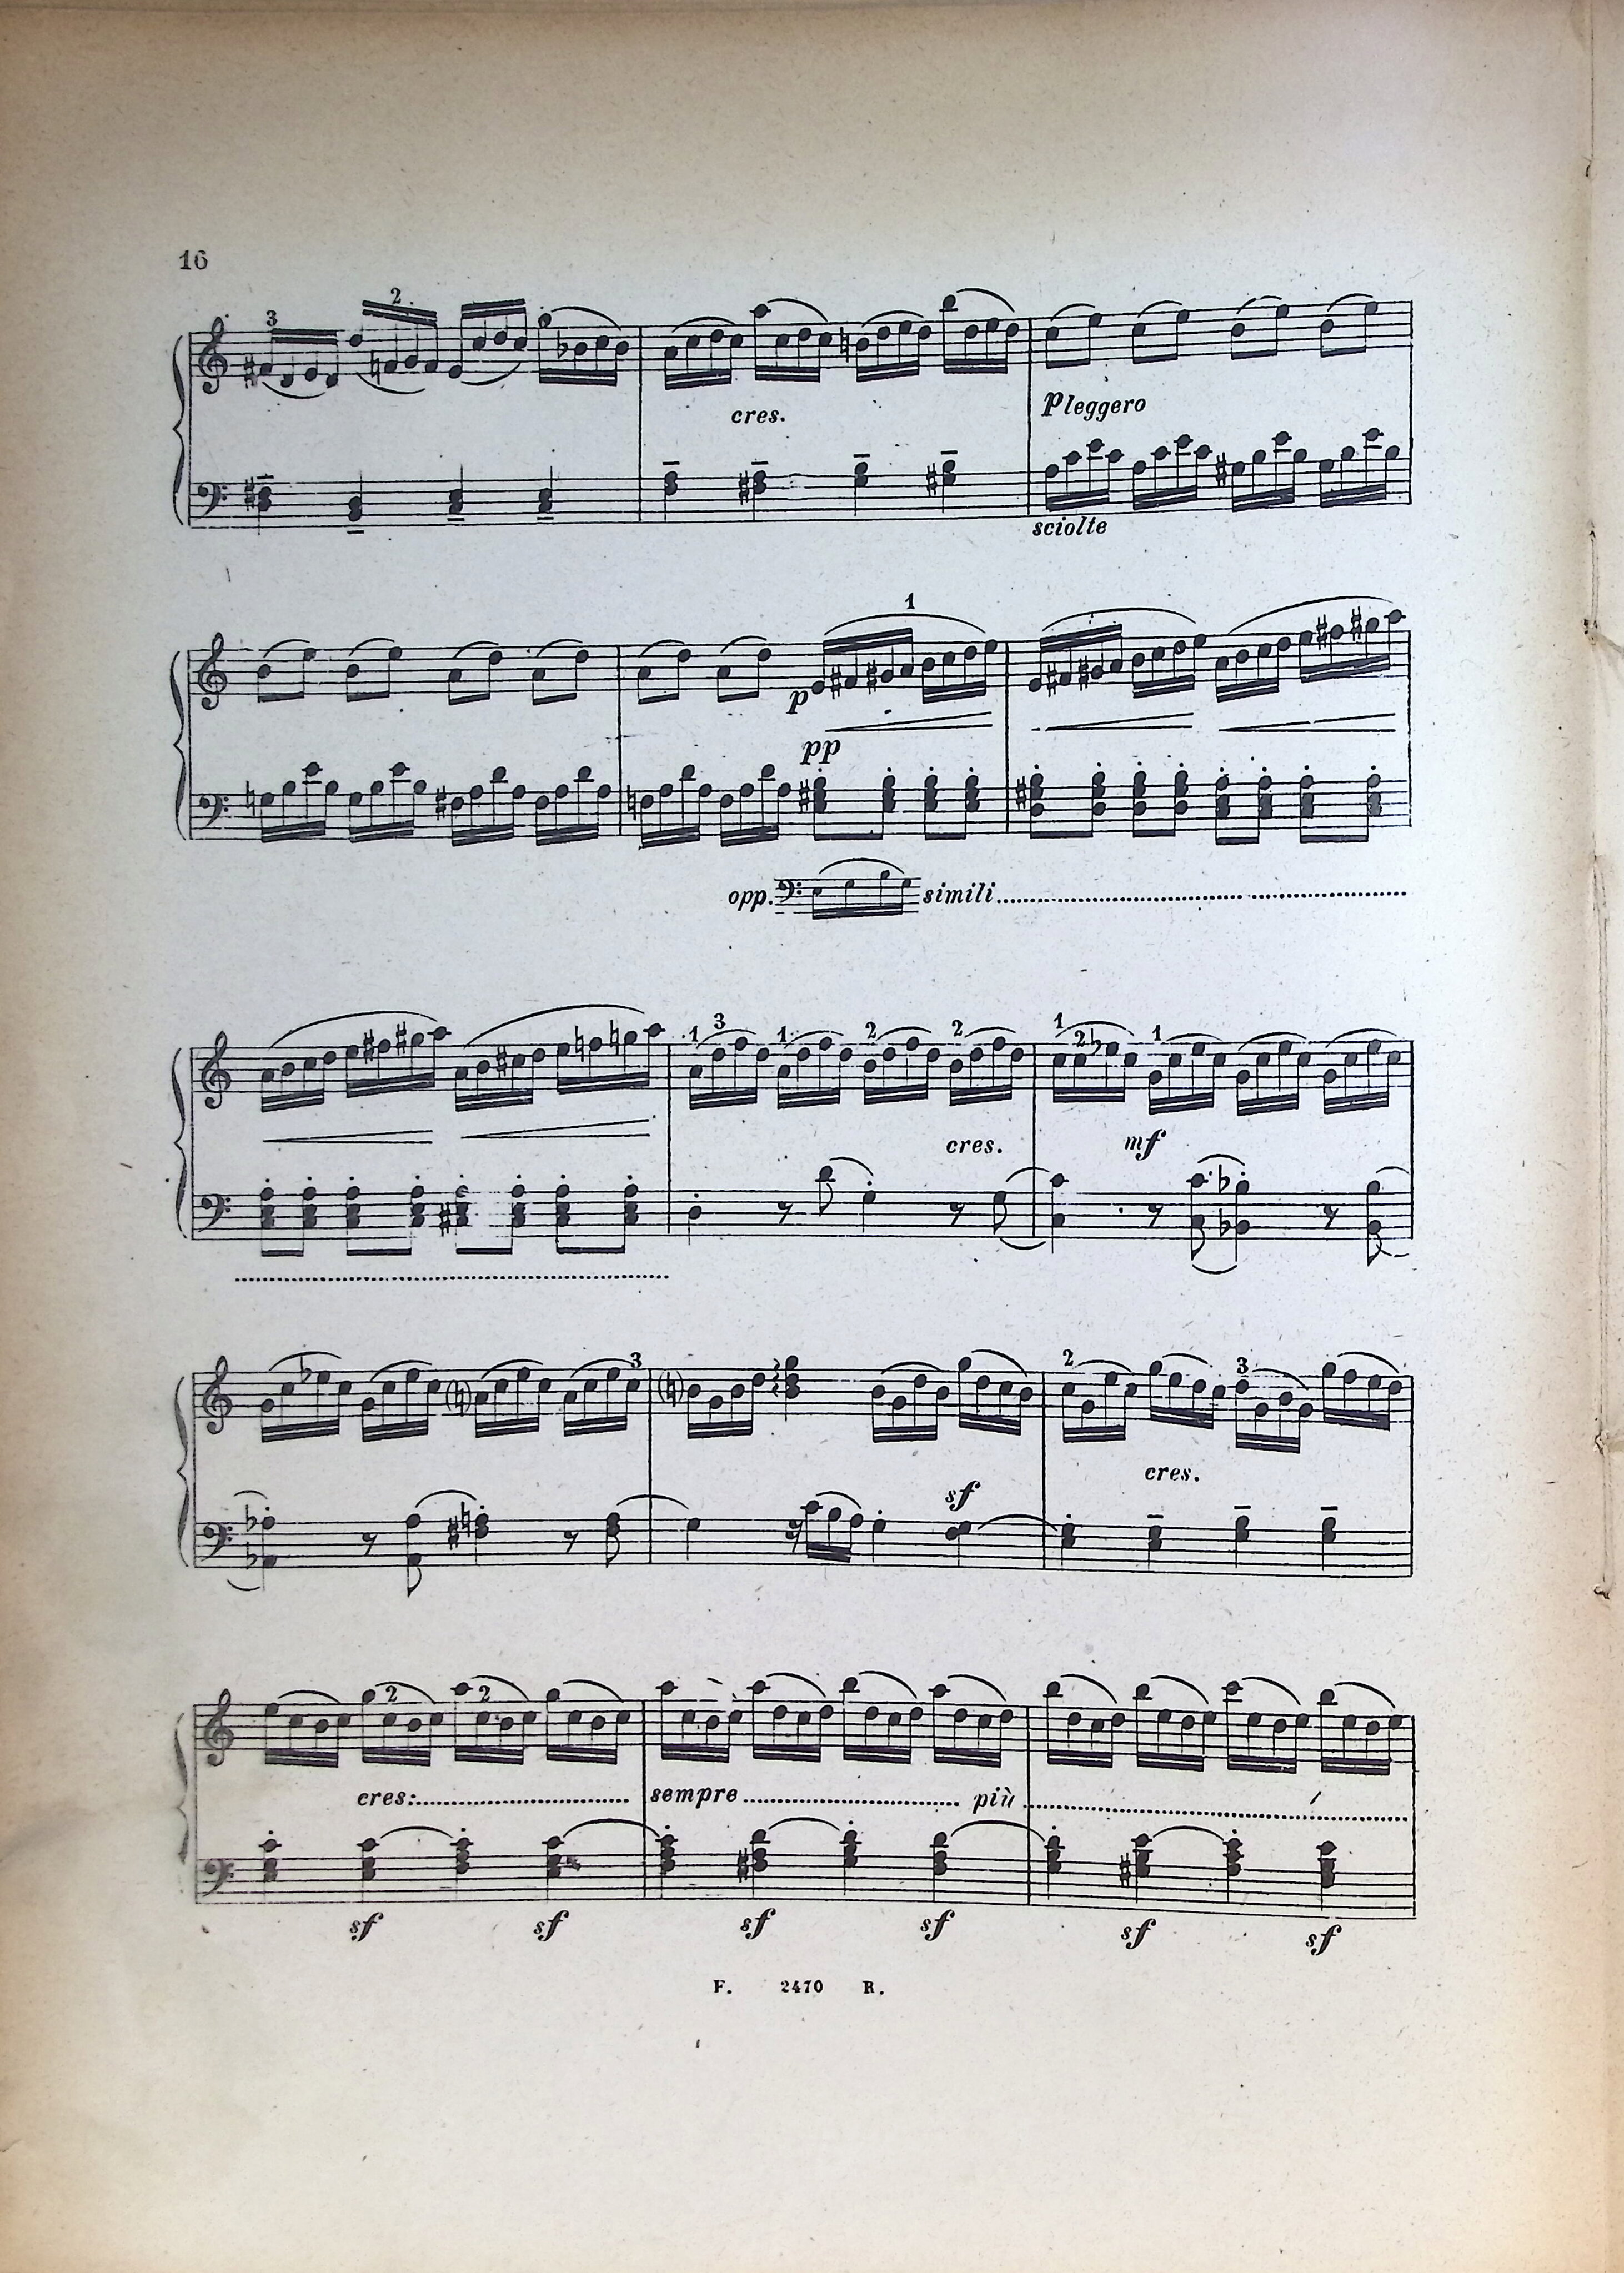 16
3 2
cres.
P leggero
sciolte
1
p
pp
opp. simili
1 3 1 2 2 1 2 1
cres. mf
3 2 3
cres.
sf
2 2
cres: sempre più
sf sf sf sf sf sf
F. 2470 R.